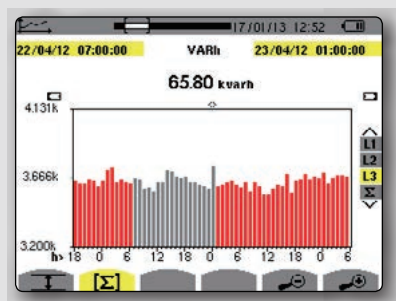 17/01/13 12:52
22/04/12 07:00:00 VARh 23/04/12 01:00:00
65.80 kvarh
4.131k
L1
L2
3.666k
L3
Σ
3.200k
h> 18 0 6 12 18 0 6 12 18 0 6
[Σ]